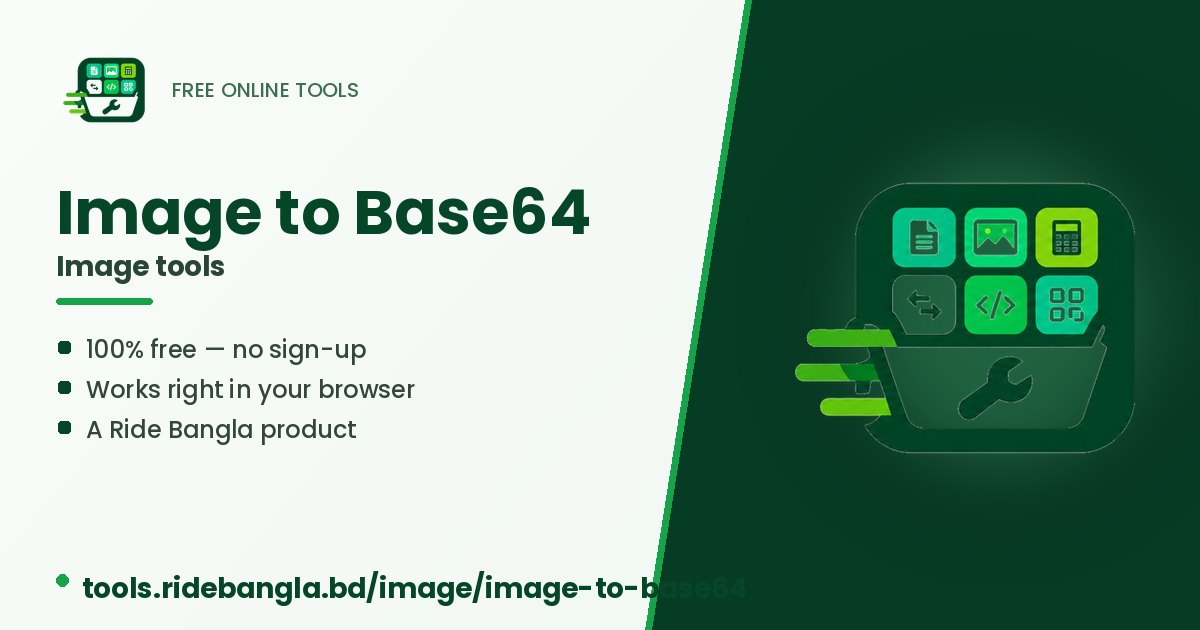 FREE ONLINE TOOLS
Image to Base64
Image tools
100% free — no sign-up
Works right in your browser
A Ride Bangla product
tools.ridebangla.bd/image/image-to-base64